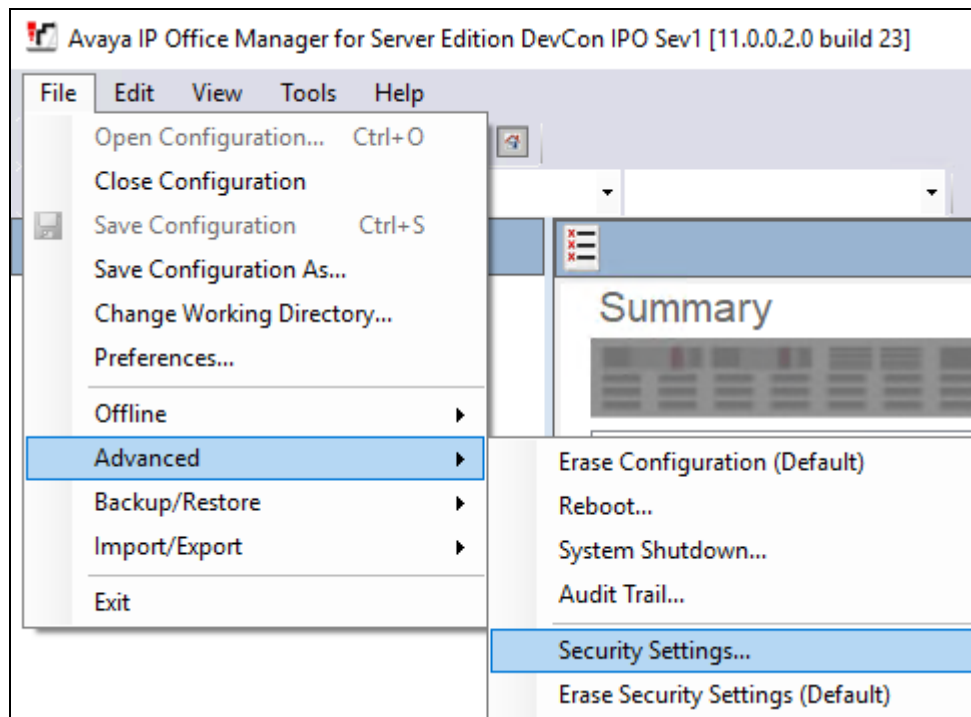 Avaya IP Office Manager for Server Edition DevCon IPO Sev1 [11.0.0.2.0 build 23]
File Edit View Tools Help
Open Configuration... Ctrl+O
Close Configuration
Save Configuration Ctrl+S
Save Configuration As...
Change Working Directory...
Preferences...
Offline
Advanced
Backup/Restore
Import/Export
Exit
Summary
Erase Configuration (Default)
Reboot...
System Shutdown...
Audit Trail...
Security Settings...
Erase Security Settings (Default)